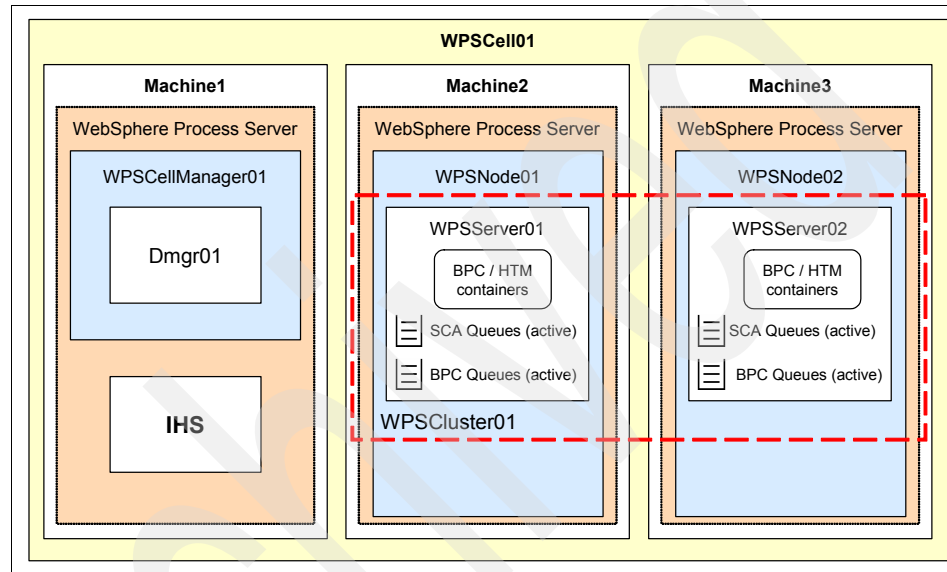 WPSCell01
Machine1
WebSphere Process Server
WPSCellManager01
Dmgr01
IHS
Machine2
WebSphere Process Server
WPSNode01
WPSServer01
BPC / HTM
containers
SCA Queues (active)
BPC Queues (active)
WPSCluster01
Machine3
WebSphere Process Server
WPSNode02
WPSServer02
BPC / HTM
containers
SCA Queues (active)
BPC Queues (active)